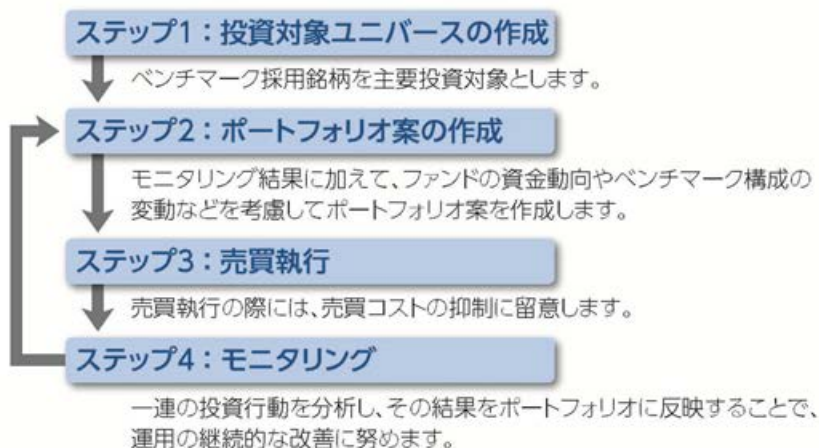 ステップ1：投資対象ユニバースの作成
ベンチマーク採用銘柄を主要投資対象とします。
ステップ2：ポートフォリオ案の作成
モニタリング結果に加えて、ファンドの資金動向やベンチマーク構成の
変動などを考慮してポートフォリオ案を作成します。
ステップ3：売買執行
売買執行の際には、売買コストの抑制に留意します。
ステップ4：モニタリング
一連の投資行動を分析し、その結果をポートフォリオに反映することで、
運用の継続的な改善に努めます。